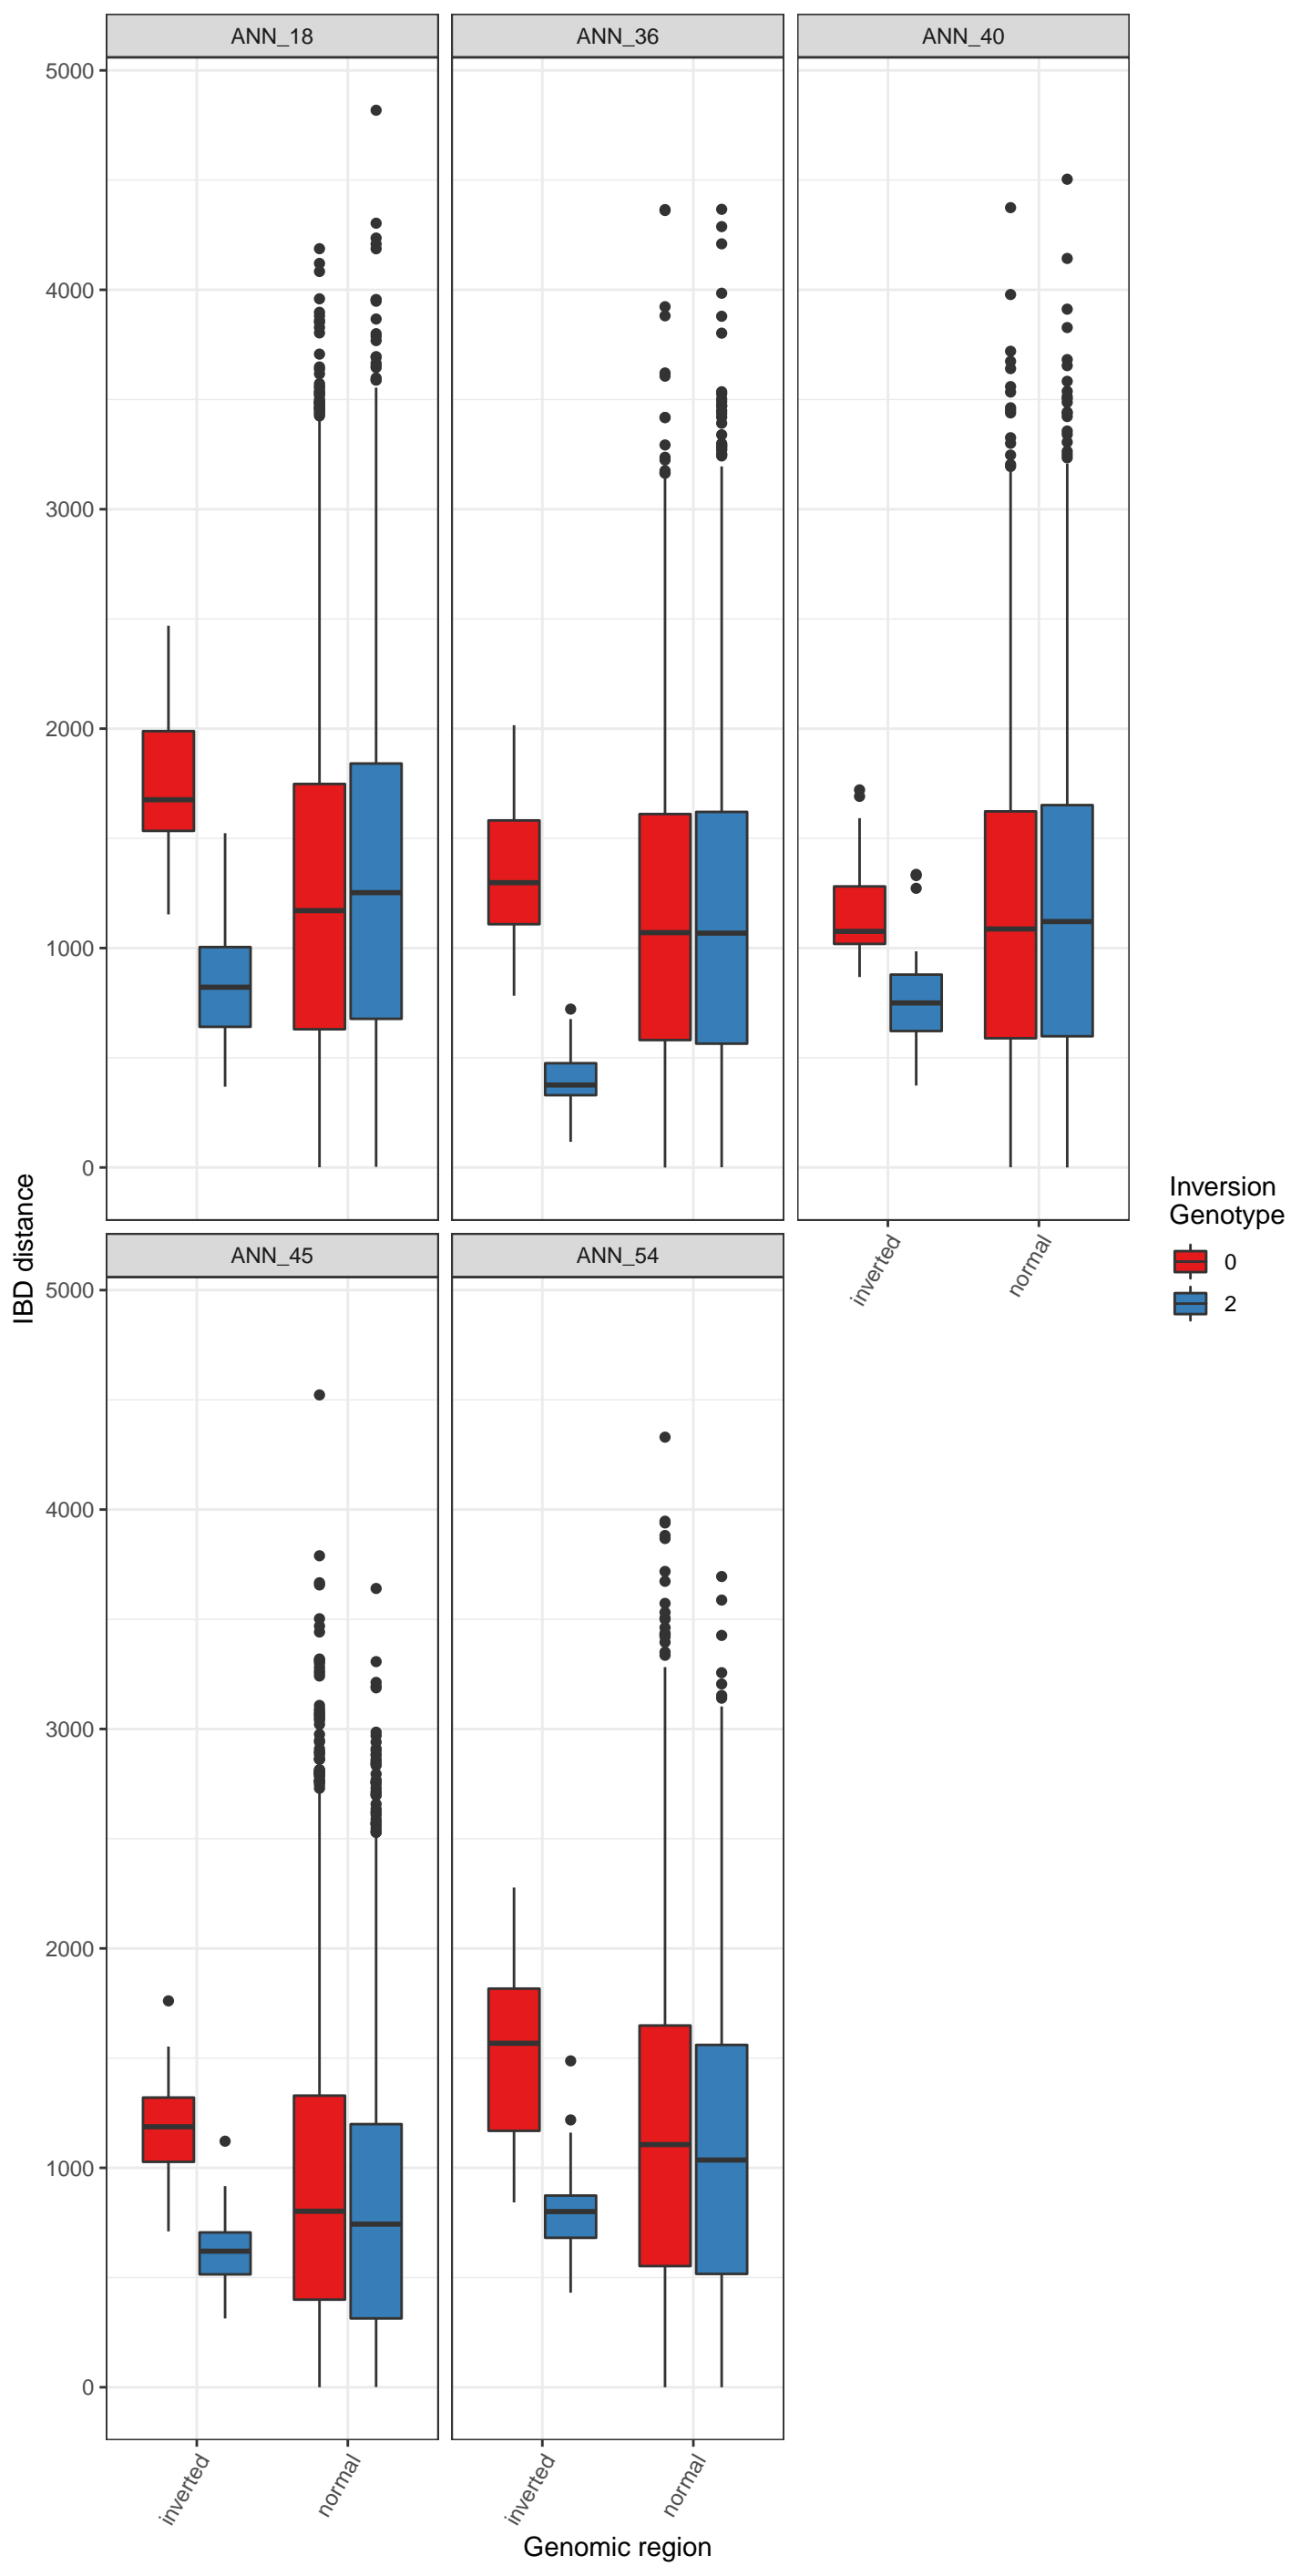 ANN_18
ANN_36
ANN_40
5000
4000
3000
2000
1000
0
inverted
normal
ANN_45
ANN_54
5000
4000
3000
2000
1000
0
inverted
normal
inverted
normal
Genomic region
IBD distance
Inversion
Genotype
0
2